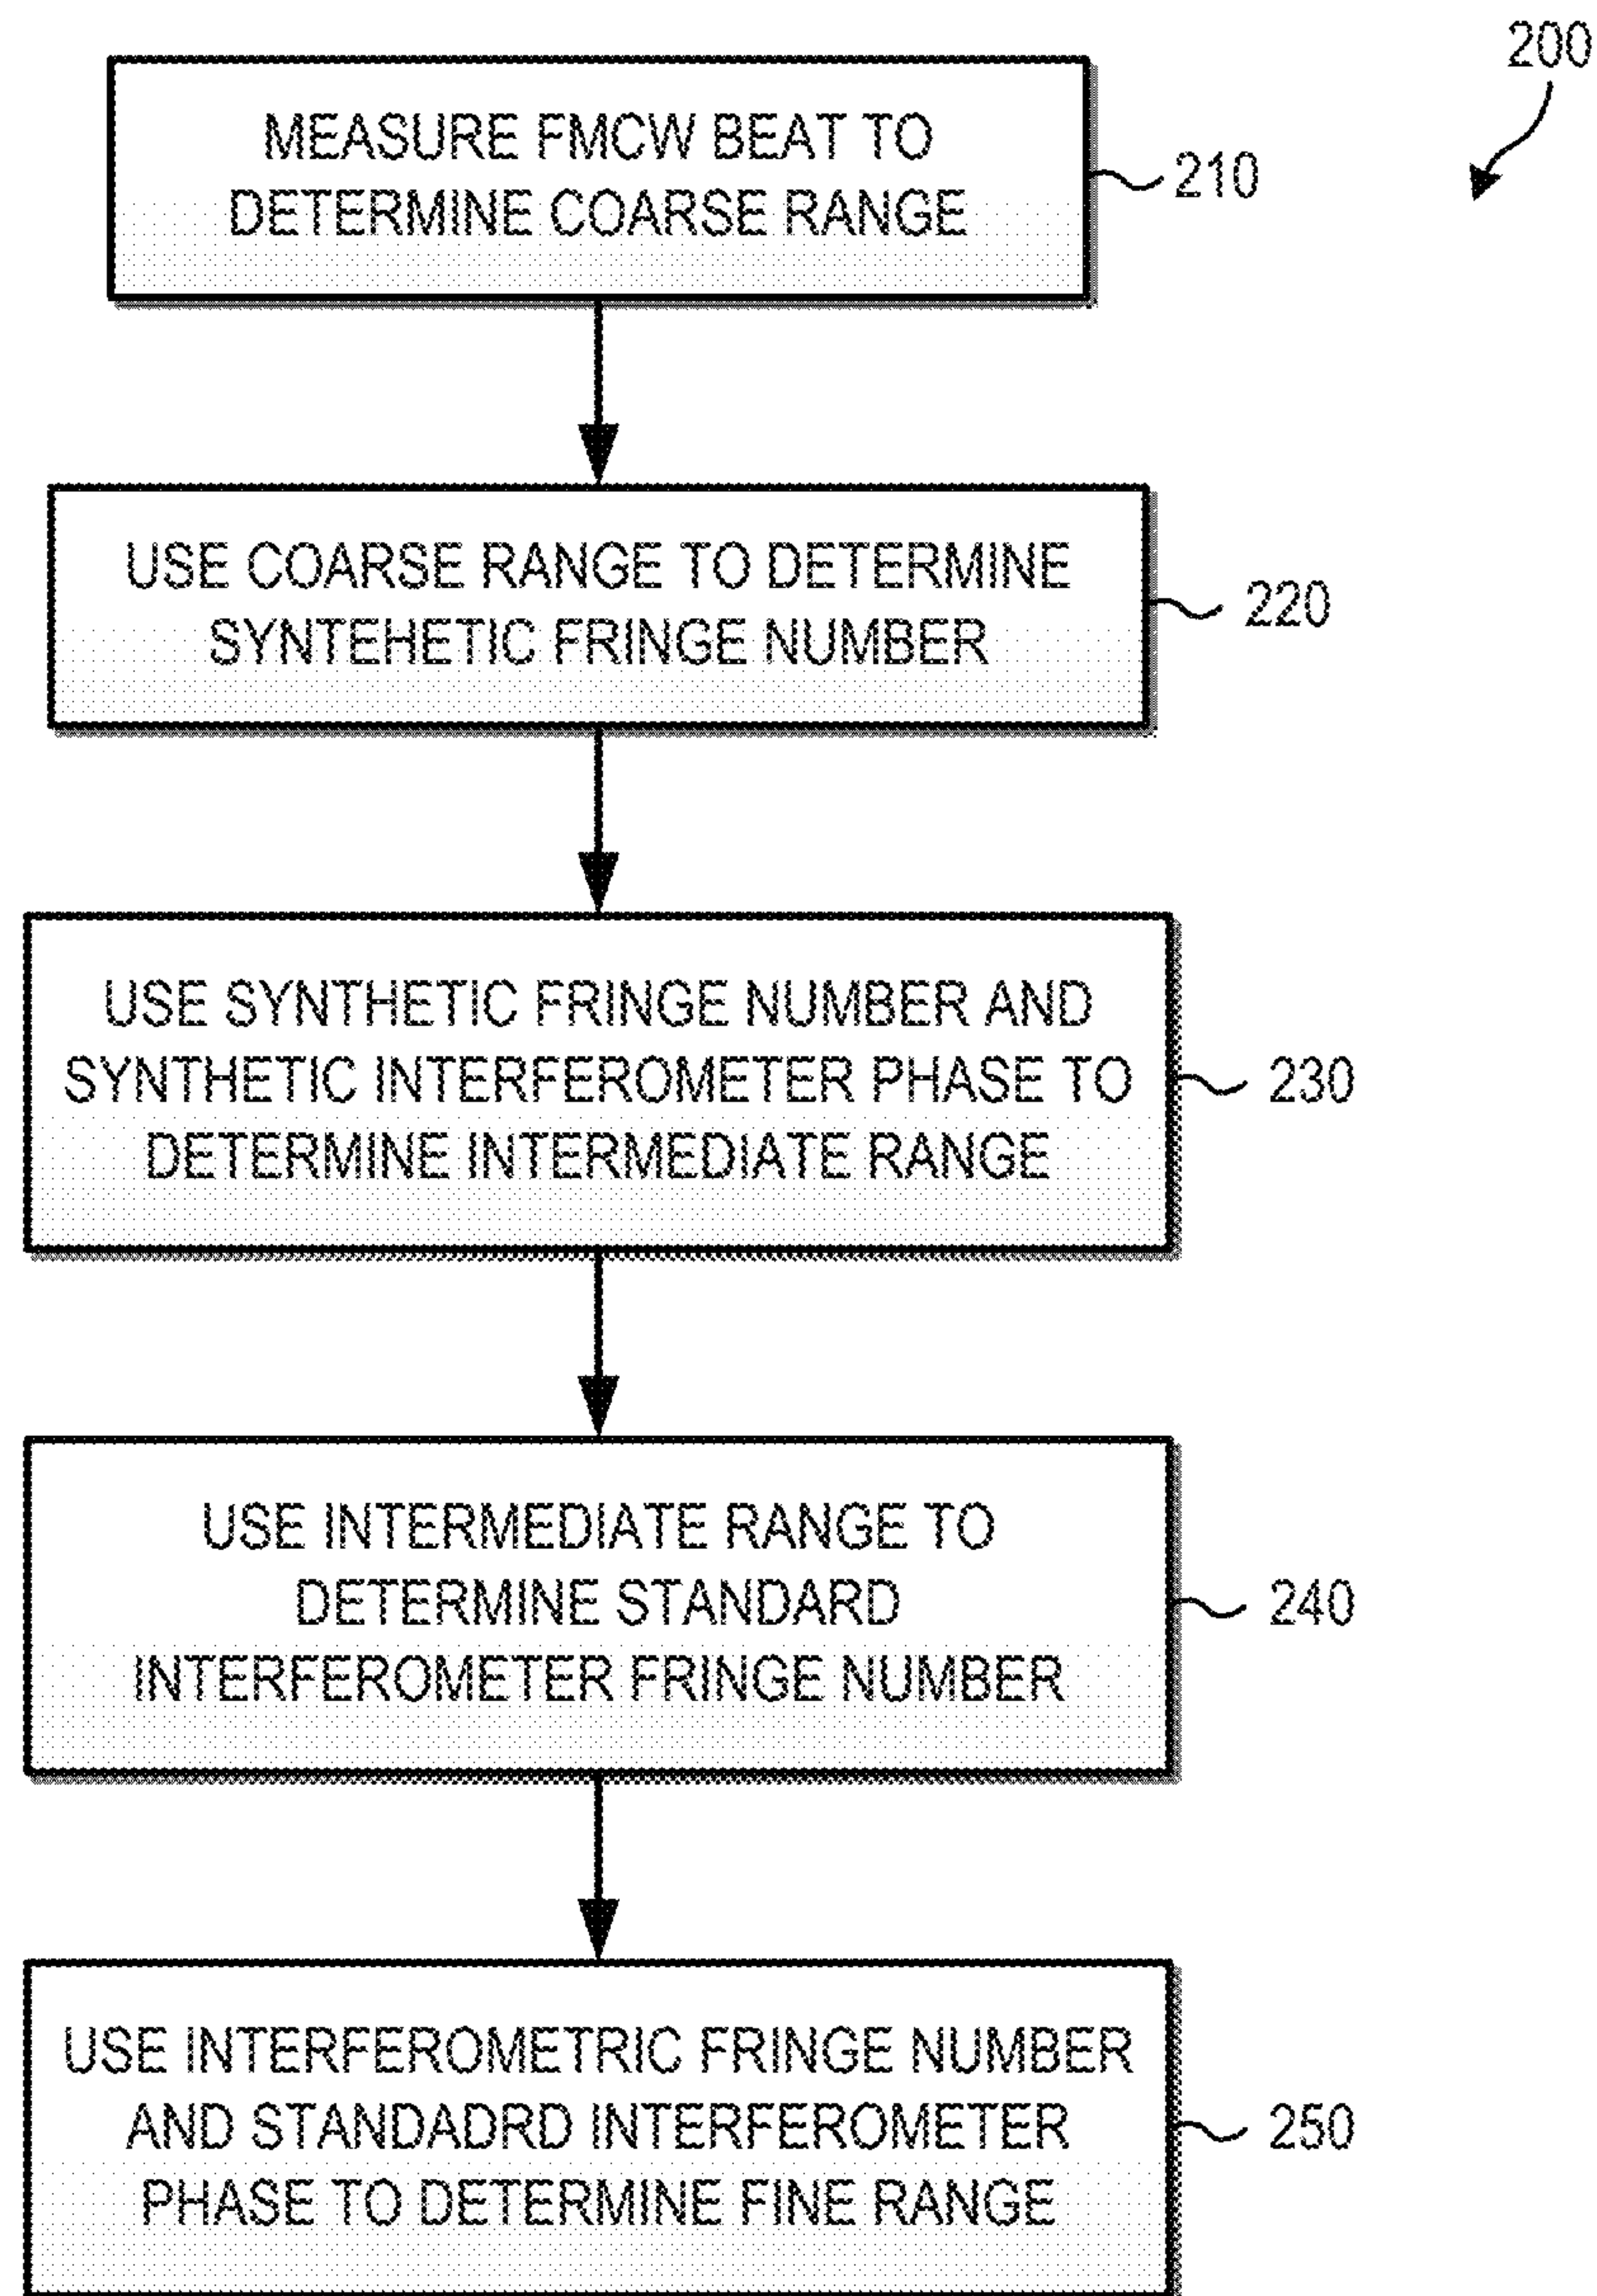 200
MEASURE FMCW BEAT TO
DETERMINE COARSE RANGE
210
USE COARSE RANGE TO DETERMINE
SYNTEHETIC FRINGE NUMBER
220
USE SYNTHETIC FRINGE NUMBER AND
SYNTHETIC INTERFEROMETER PHASE TO
DETERMINE INTERMEDIATE RANGE
230
USE INTERMEDIATE RANGE TO
DETERMINE STANDARD
INTERFEROMETER FRINGE NUMBER
240
USE INTERFEROMETRIC FRINGE NUMBER
AND STANDADRD INTERFEROMETER
PHASE TO DETERMINE FINE RANGE
250